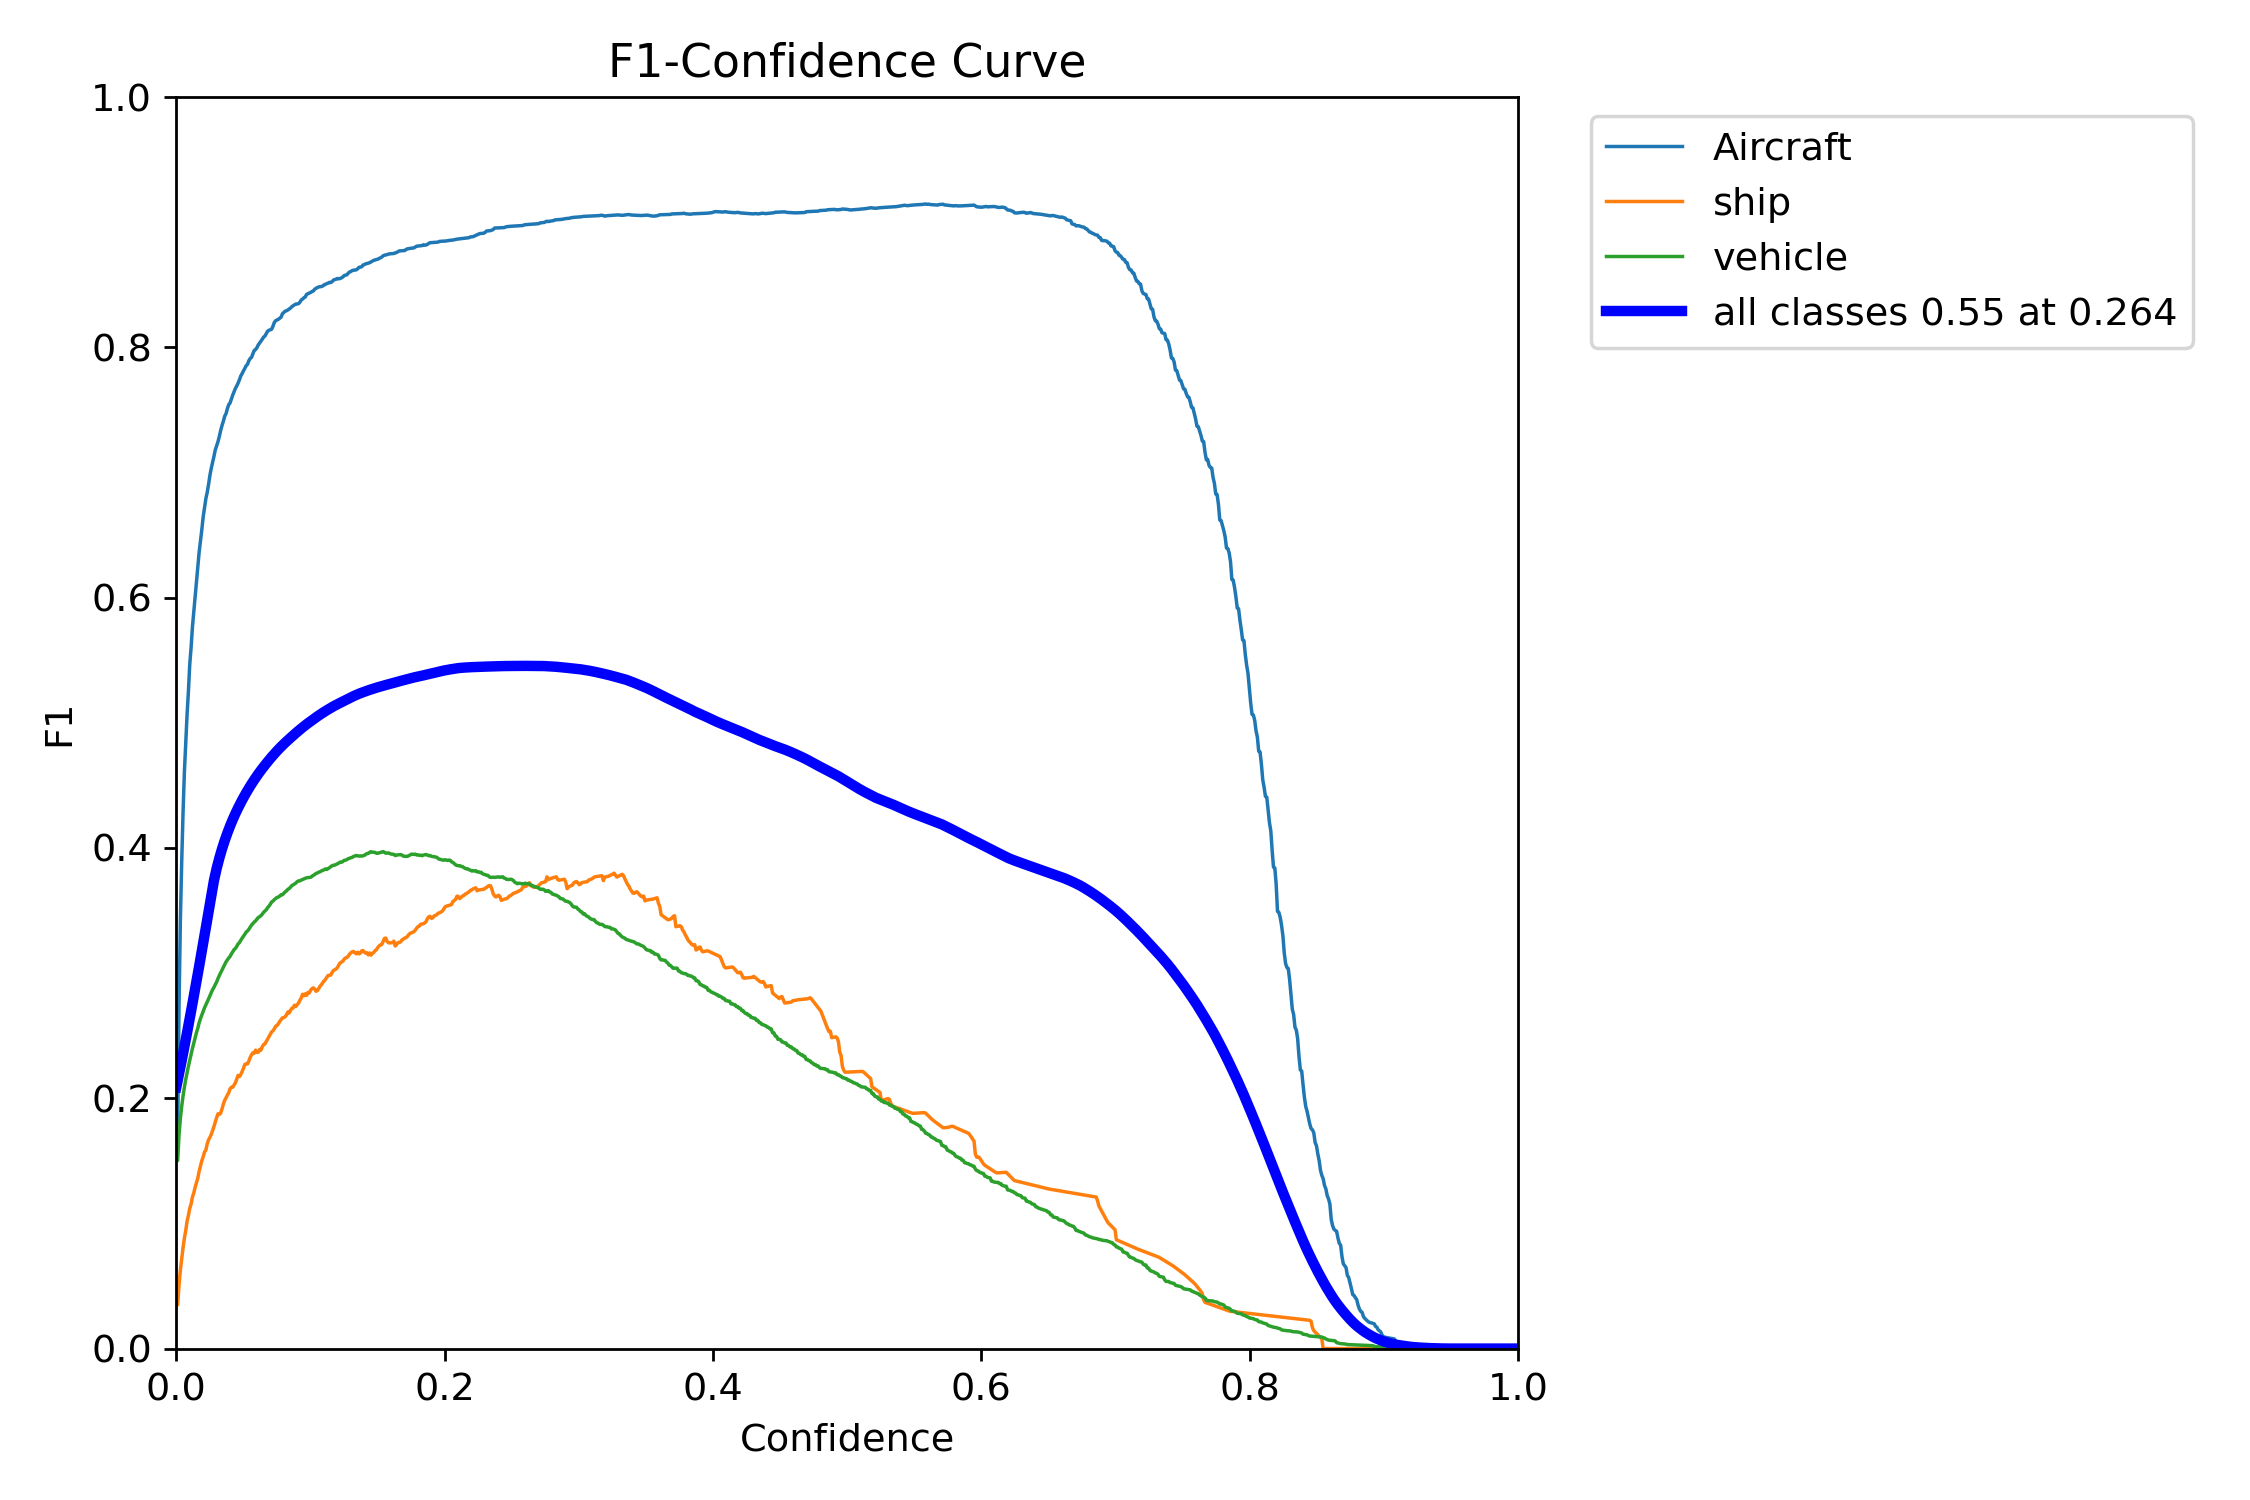 F1-Confidence Curve
1.0
0.8
0.6
0.4
0.2
0.0
F1
0.0 0.2 0.4 0.6 0.8 1.0
Confidence
Aircraft
ship
vehicle
all classes 0.55 at 0.264